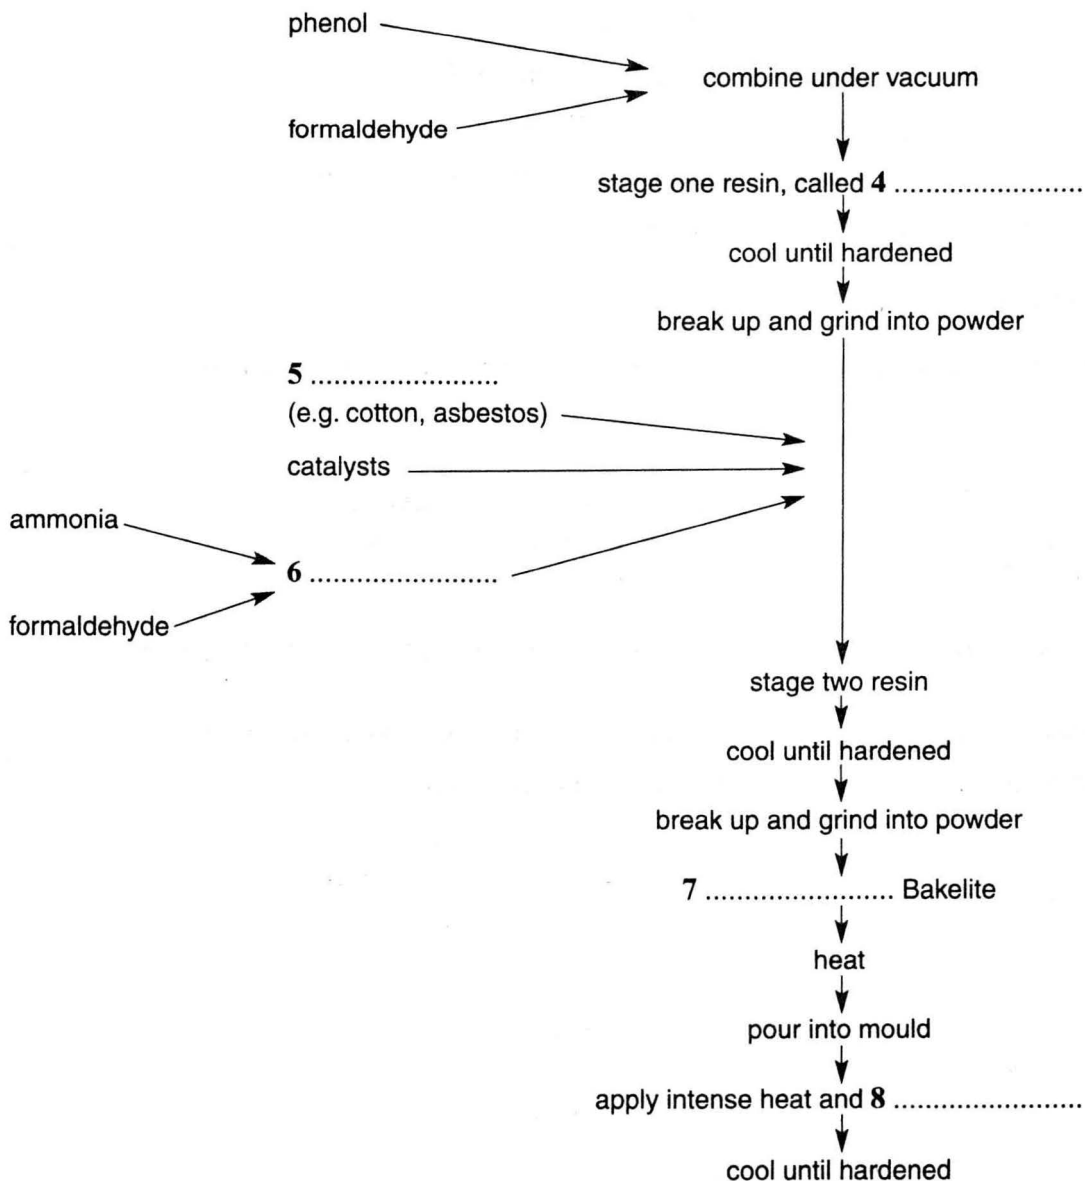 phenol
combine under vacuum
formaldehyde
stage one resin, called 4 ........................
cool until hardened
break up and grind into powder
5 ........................
(e.g. cotton, asbestos)
catalysts
ammonia
6 ........................
formaldehyde
stage two resin
cool until hardened
break up and grind into powder
7 ........................ Bakelite
heat
pour into mould
apply intense heat and 8 ........................
cool until hardened